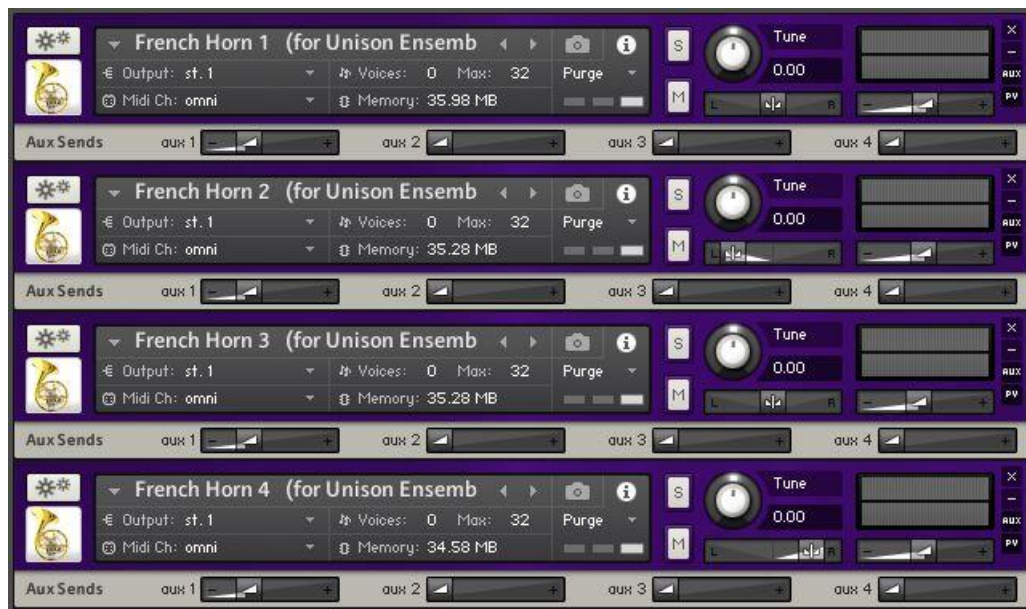 French Horn 1 (for Unison Ensemb
S
Tune
×
Output: st.1 Voices: 0 Max: 32 Purge
0.00
AUX
Midi Ch: omni Memory: 35.98 MB
M
L R - +
PV
Aux Sends aux 1 - + aux 2 + aux 3 + aux 4 +
French Horn 2 (for Unison Ensemb
S
Tune
×
Output: st.1 Voices: 0 Max: 32 Purge
0.00
AUX
Midi Ch: omni Memory: 35.28 MB
M
L R - +
PV
Aux Sends aux 1 - + aux 2 + aux 3 + aux 4 +
French Horn 3 (for Unison Ensemb
S
Tune
×
Output: st.1 Voices: 0 Max: 32 Purge
0.00
AUX
Midi Ch: omni Memory: 35.28 MB
M
L R - +
PV
Aux Sends aux 1 - + aux 2 + aux 3 + aux 4 +
French Horn 4 (for Unison Ensemb
S
Tune
×
Output: st.1 Voices: 0 Max: 32 Purge
0.00
AUX
Midi Ch: omni Memory: 34.58 MB
M
L R - +
PV
Aux Sends aux 1 - + aux 2 + aux 3 + aux 4 +